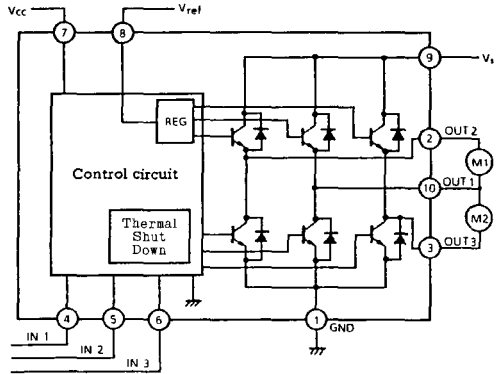 Vcc
Vref
7
8
9
Vs
REG
2
OUT 2
M1
Control circuit
10
OUT 1
M2
Thermal
Shut
Down
3
OUT 3
4
5
6
1
GND
IN 1
IN 2
IN 3